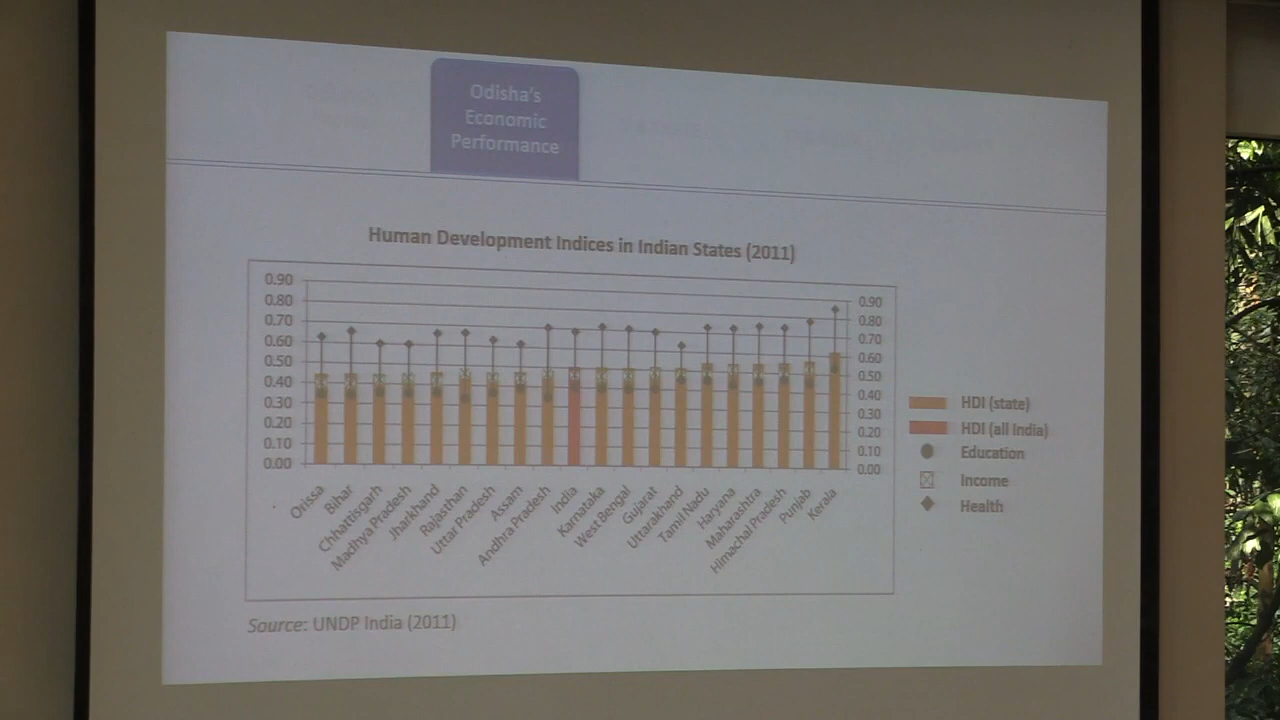 Odisha's
Economic
Performance
Human Development Indices in Indian States (2011)
0.90
0.80
0.70
0.60
0.50
0.40
0.30
0.20
0.10
0.00
0.90
0.80
0.70
0.60
0.50
0.40
0.30
0.20
0.10
0.00
Orissa
Bihar
Chhattisgarh
Madhya Pradesh
Jharkhand
Rajasthan
Uttar Pradesh
Assam
Andhra Pradesh
India
Karnataka
West Bengal
Gujarat
Uttarakhand
Tamil Nadu
Haryana
Maharashtra
Himachal Pradesh
Punjab
Kerala
HDI (state)
HDI (all India)
Education
Income
Health
Source: UNDP India (2011)